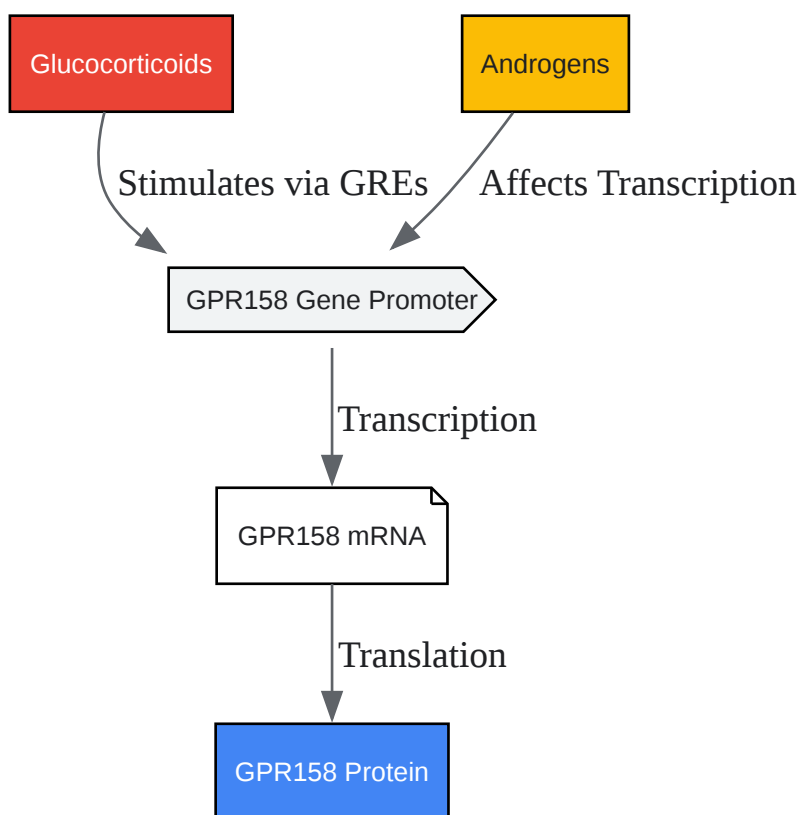 Glucocorticoids
Androgens
Stimulates via GREs
Affects Transcription
GPR158 Gene Promoter
Transcription
GPR158 mRNA
Translation
GPR158 Protein